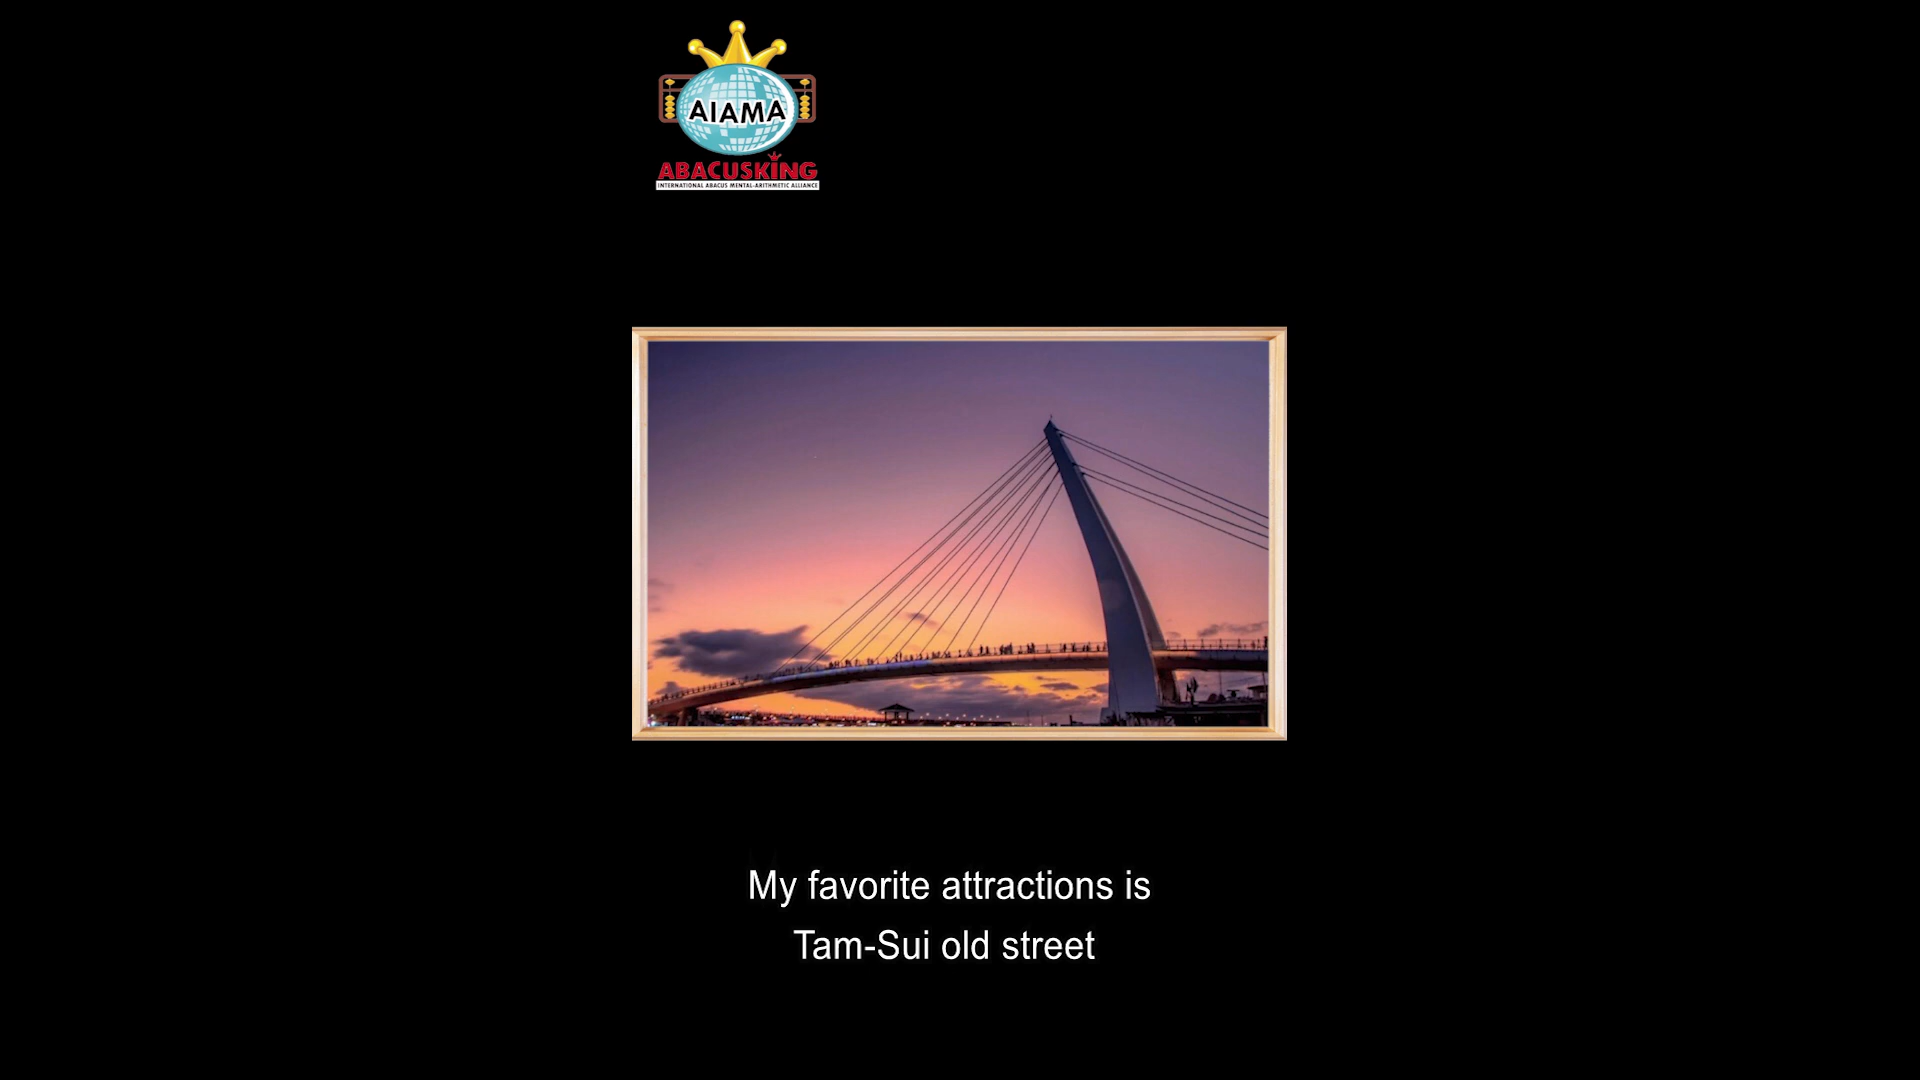 AIAMA
ABACUSKING
INTERNATIONAL ABACUS MENTAL-ARITHMETIC ALLIANCE
My favorite attractions is
Tam-Sui old street